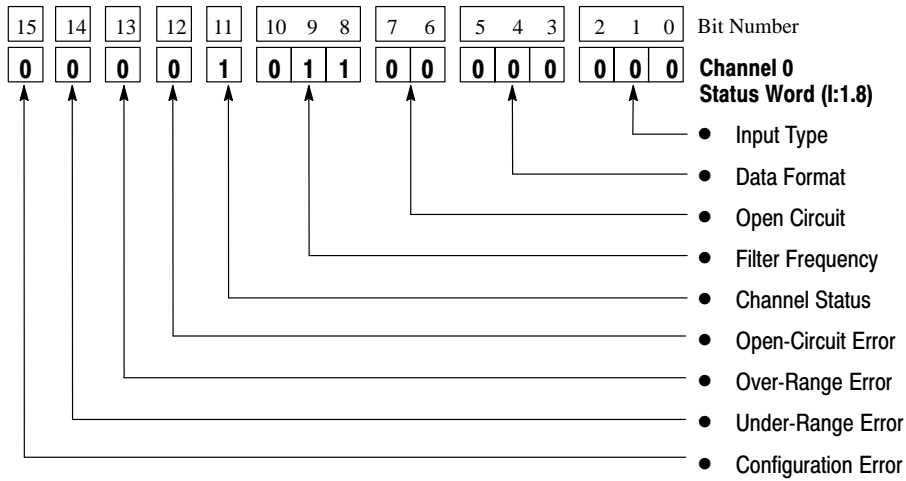 15 14 13 12 11 10 9 8 7 6 5 4 3 2 1 0 Bit Number
0 0 0 0 1 0 1 1 0 0 0 0 0 0 0 0 Channel 0
Status Word (I:1.8)
● Input Type
● Data Format
● Open Circuit
● Filter Frequency
● Channel Status
● Open-Circuit Error
● Over-Range Error
● Under-Range Error
● Configuration Error